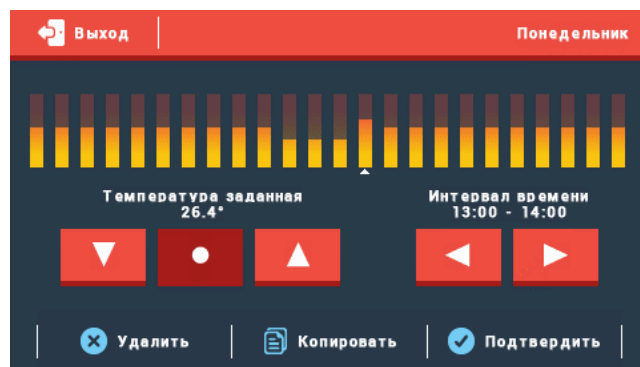 Выход
Понедельник
Температура заданная
26.4°
Интервал времени
13:00 - 14:00
Удалить
Копировать
Подтвердить